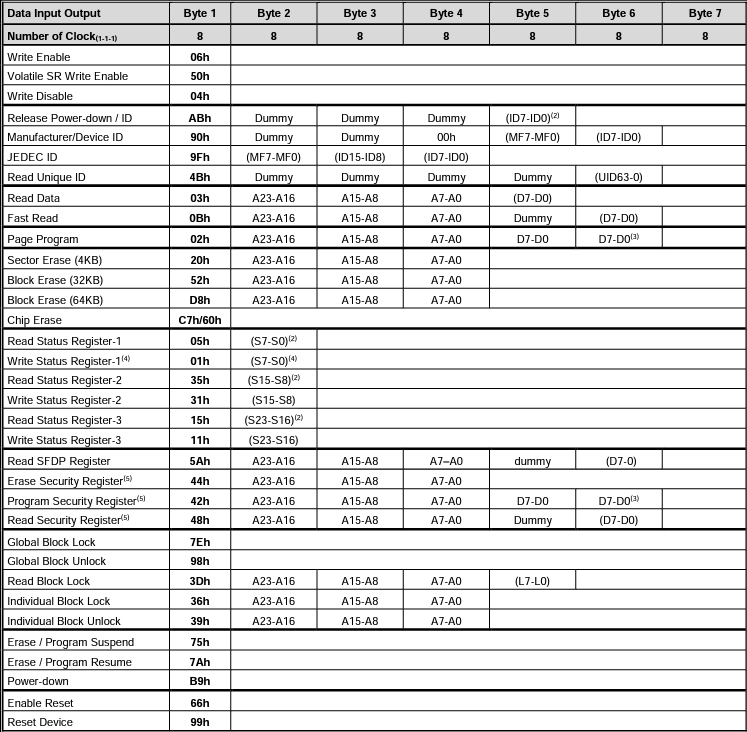 Data Input Output Byte 1 Byte 2 Byte 3 Byte 4 Byte 5 Byte 6 Byte 7
Number of Clock(1-1-1) 8 8 8 8 8 8 8
Write Enable 06h
Volatile SR Write Enable 50h
Write Disable 04h
Release Power-down / ID ABh Dummy Dummy Dummy (ID7-ID0)(2)
Manufacturer/Device ID 90h Dummy Dummy 00h (MF7-MF0) (ID7-ID0)
JEDEC ID 9Fh (MF7-MF0) (ID15-ID8) (ID7-ID0)
Read Unique ID 4Bh Dummy Dummy Dummy Dummy (UID63-0)
Read Data 03h A23-A16 A15-A8 A7-A0 (D7-D0)
Fast Read 0Bh A23-A16 A15-A8 A7-A0 Dummy (D7-D0)
Page Program 02h A23-A16 A15-A8 A7-A0 D7-D0 D7-D0(3)
Sector Erase (4KB) 20h A23-A16 A15-A8 A7-A0
Block Erase (32KB) 52h A23-A16 A15-A8 A7-A0
Block Erase (64KB) D8h A23-A16 A15-A8 A7-A0
Chip Erase C7h/60h
Read Status Register-1 05h (S7-S0)(2)
Write Status Register-1(4) 01h (S7-S0)(4)
Read Status Register-2 35h (S15-S8)(2)
Write Status Register-2 31h (S15-S8)
Read Status Register-3 15h (S23-S16)(2)
Write Status Register-3 11h (S23-S16)
Read SFDP Register 5Ah A23-A16 A15-A8 A7–A0 dummy (D7-0)
Erase Security Register(5) 44h A23-A16 A15-A8 A7-A0
Program Security Register(5) 42h A23-A16 A15-A8 A7-A0 D7-D0 D7-D0(3)
Read Security Register(5) 48h A23-A16 A15-A8 A7-A0 Dummy (D7-D0)
Global Block Lock 7Eh
Global Block Unlock 98h
Read Block Lock 3Dh A23-A16 A15-A8 A7-A0 (L7-L0)
Individual Block Lock 36h A23-A16 A15-A8 A7-A0
Individual Block Unlock 39h A23-A16 A15-A8 A7-A0
Erase / Program Suspend 75h
Erase / Program Resume 7Ah
Power-down B9h
Enable Reset 66h
Reset Device 99h